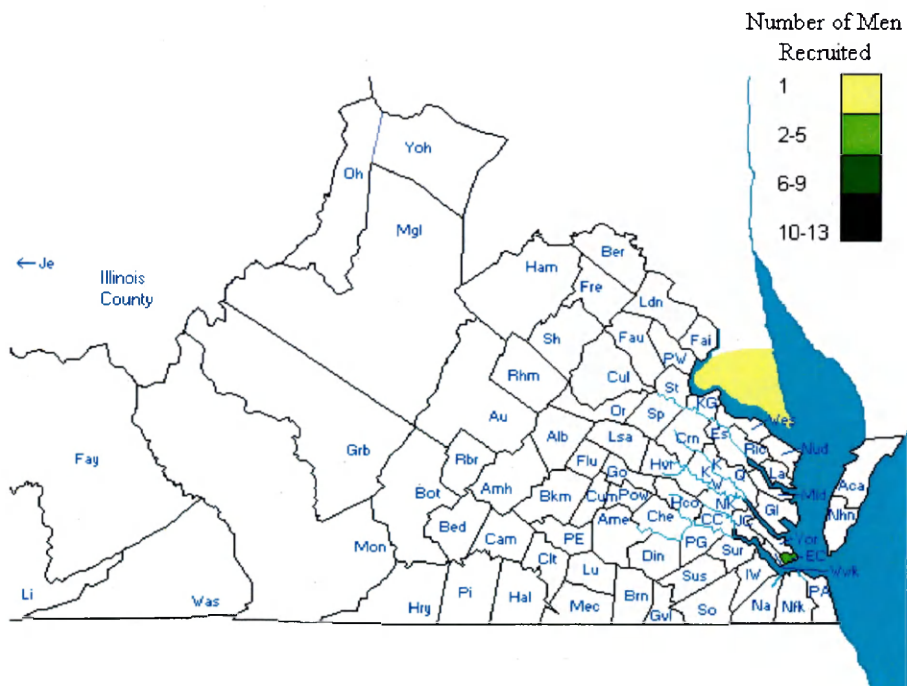 Number of Men
Recruited
1
2-5
6-9
10-13
Yoh
Oh
Mgl
Je
Illinois
County
Ber
Ham
Fre
Ldn
Sh
Fau
Fai
PW
Rhm
Cul
St
KG
Au
Or
Sp
Es
We
Grb
Alb
Lsa
Crn
Ric
Nud
Fay
Rbr
Flu
Go
Hvr
K
K
Q
La
Bot
Amh
Bkm
Cum
Pow
W
Mid
Aca
Hco
NK
Gl
Nhn
Bed
Cam
PE
Ame
Che
CC
JC
Yor
Mon
Clt
Din
PG
Sur
EC
Wwk
Li
Was
Hry
Pi
Hal
Lu
Mec
Brn
Gvl
Sus
So
IW
Na
Nfk
PA